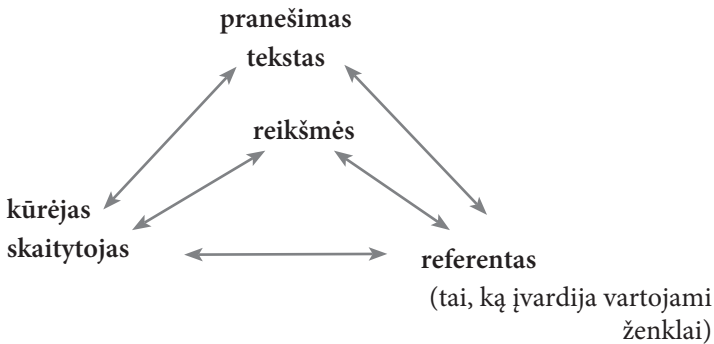 pranešimas
tekstas
reikšmės
kūrėjas
skaitytojas
referentas
(tai, ką įvardija vartojami
ženklai)